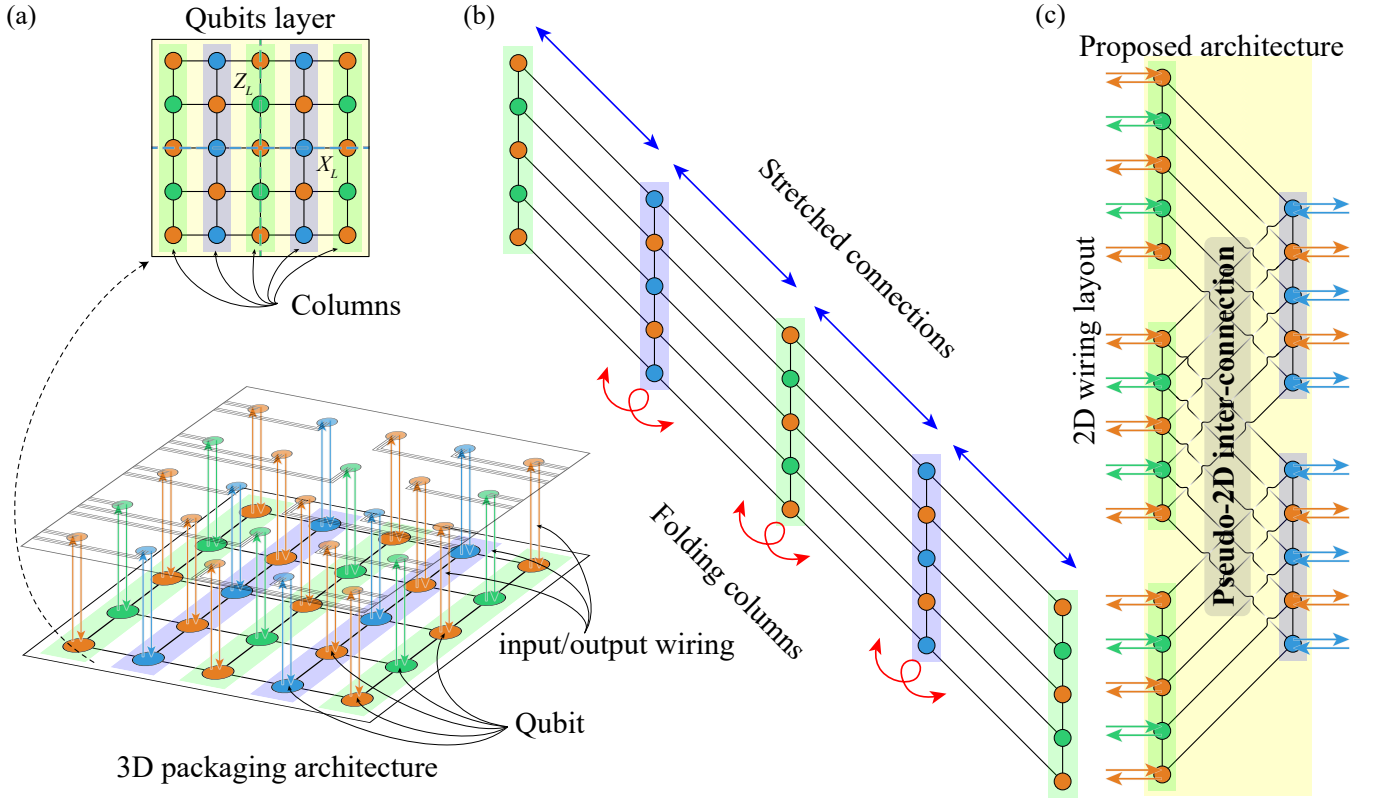 (a)
Qubits layer
Z_L
X_L
Columns
input/output wiring
Qubit
3D packaging architecture
(b)
Stretched connections
Folding columns
(c)
Proposed architecture
2D wiring layout
Pseudo-2D inter-connection